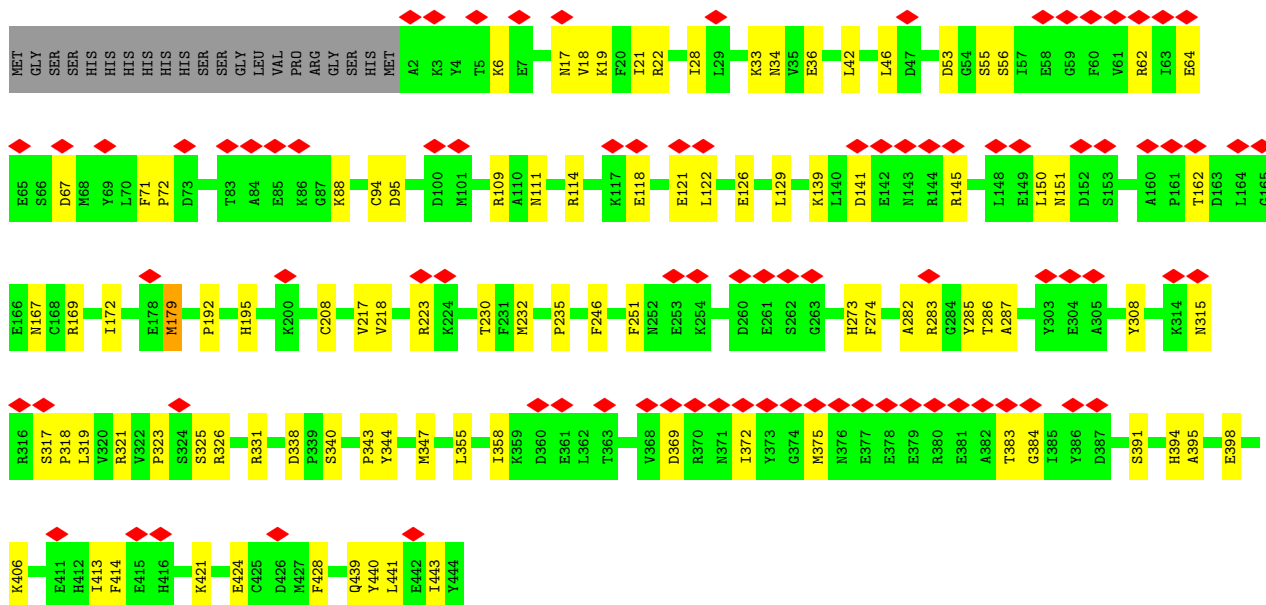 MET GLY SER SER HIS HIS HIS HIS HIS HIS SER SER GLY LEU VAL PRO ARG GLY SER HIS MET A2 K3 Y4 T5 K6 E7 N17 V18 K19 F20 I21 R22 I28 L29 K33 N34 V35 E36 L42 L46 D47 D53 G54 S55 S56 I57 E58 G59 F60 V61 R62 I63 E64
E65 S66 D67 M68 Y69 L70 F71 P72 D73 T83 A84 E85 K86 G87 K88 C94 D95 D100 M101 R109 A110 N111 R114 K117 E118 E121 L122 E126 L129 K139 L140 D141 E142 N143 R144 R145 L148 E149 L150 N151 D152 S153 A160 P161 T162 D163 L164 G165
E166 N167 C168 R169 I172 E178 M179 P192 H195 K200 C208 V217 V218 R223 K224 T230 F231 M232 P235 F246 F251 N252 E253 K254 D260 E261 S262 G263 H273 F274 A282 R283 G284 Y285 T286 A287 Y303 E304 A305 Y308 K314 N315
R316 S317 P318 L319 V320 R321 V322 P323 S324 S325 R326 R331 D338 P339 S340 P343 Y344 M347 L355 I358 K359 D360 E361 L362 T363 V368 D369 R370 N371 I372 Y373 G374 M375 N376 E377 E378 E379 R380 E381 A382 T383 G384 I385 Y386 D387 S391 H394 A395 E398
K406 E411 H412 I413 F414 E415 H416 K421 E424 C425 D426 M427 F428 Q439 Y440 L441 E442 I443 Y444